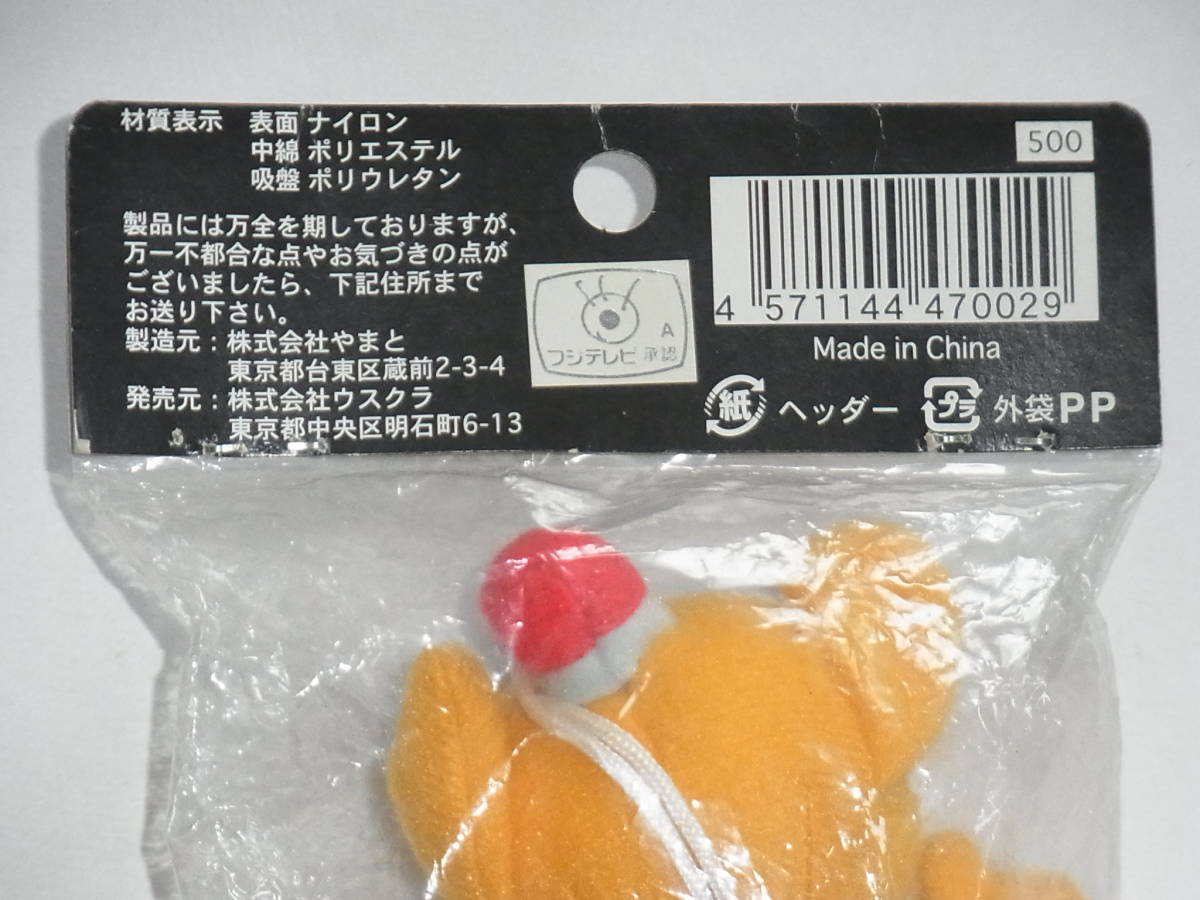 材質表示 表面 ナイロン
中綿 ポリエステル
吸盤 ポリウレタン
製品には万全を期しておりますが、
万一不都合な点やお気づきの点が
ございましたら、下記住所まで
お送り下さい。
製造元：株式会社やまと
東京都台東区蔵前2-3-4
発売元：株式会社ウスクラ
東京都中央区明石町6-13
A
フジテレビ 承認
500
4 571144 470029
Made in China
紙 ヘッダー プラ 外袋PP